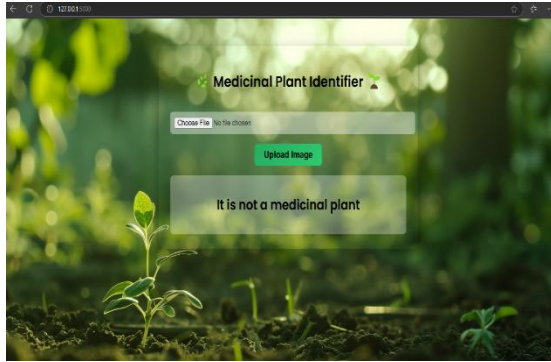 127.0.0.1:5000
🌿 Medicinal Plant Identifier 🌱
Choose File No file chosen
Upload Image
It is not a medicinal plant